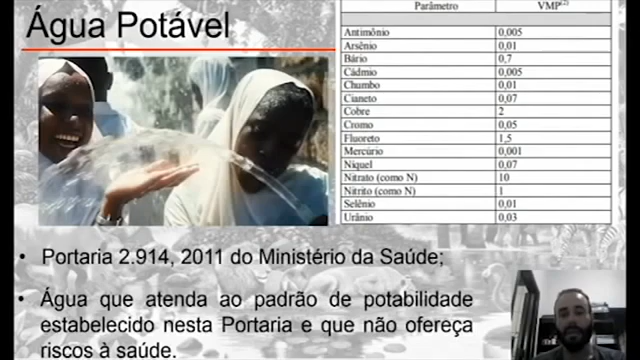 Água Potável
Parâmetro VMP(2)
Antimônio 0,005
Arsênio 0,01
Bário 0,7
Cádmio 0,005
Chumbo 0,01
Cianeto 0,07
Cobre 2
Cromo 0,05
Fluoreto 1,5
Mercúrio 0,001
Níquel 0,07
Nitrato (como N) 10
Nitrito (como N) 1
Selênio 0,01
Urânio 0,03
• Portaria 2.914, 2011 do Ministério da Saúde;
• Água que atenda ao padrão de potabilidade
estabelecido nesta Portaria e que não ofereça
riscos à saúde.